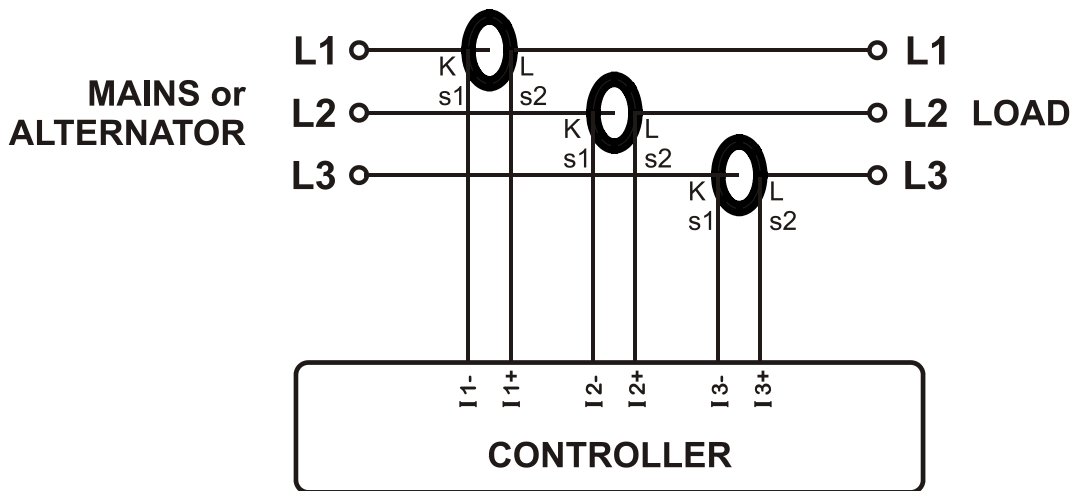 L1
L1
K
L
s1
s2
MAINS or
ALTERNATOR
L2
L2 LOAD
K
L
s1
s2
L3
L3
K
L
s1
s2
I1-
I1+
I2-
I2+
I3-
I3+
CONTROLLER